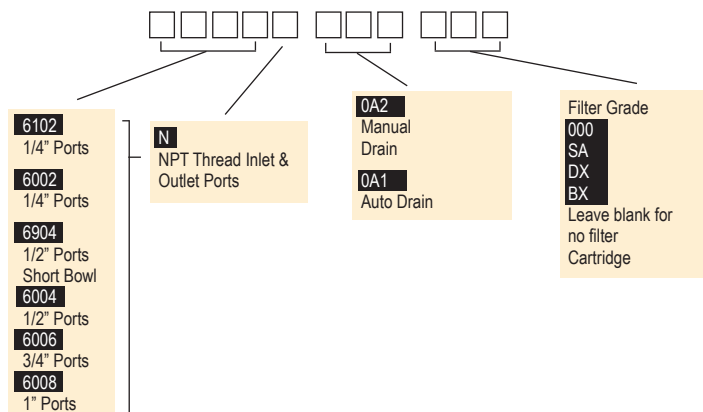 6102
1/4” Ports
6002
1/4” Ports
6904
1/2” Ports
Short Bowl
6004
1/2” Ports
6006
3/4” Ports
6008
1” Ports
N
NPT Thread Inlet &
Outlet Ports
0A2
Manual
Drain
0A1
Auto Drain
Filter Grade
000
SA
DX
BX
Leave blank for
no filter
Cartridge